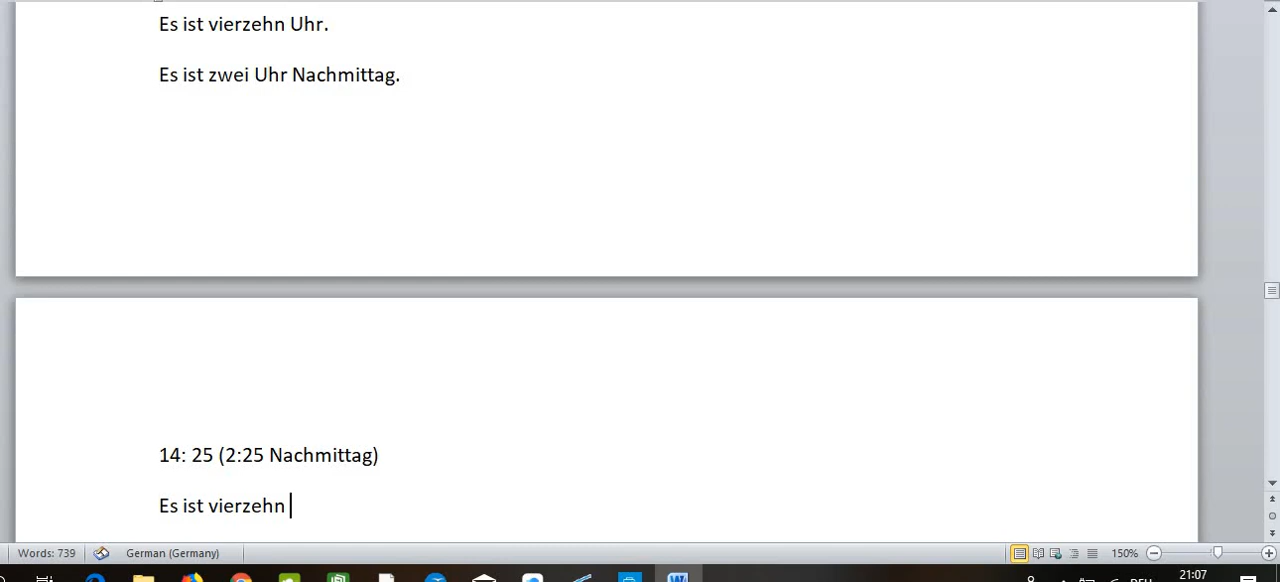 Es ist vierzehn Uhr.
Es ist zwei Uhr Nachmittag.
14: 25 (2:25 Nachmittag)
Es ist vierzehn
Words: 739 German (Germany) 150%
21:07